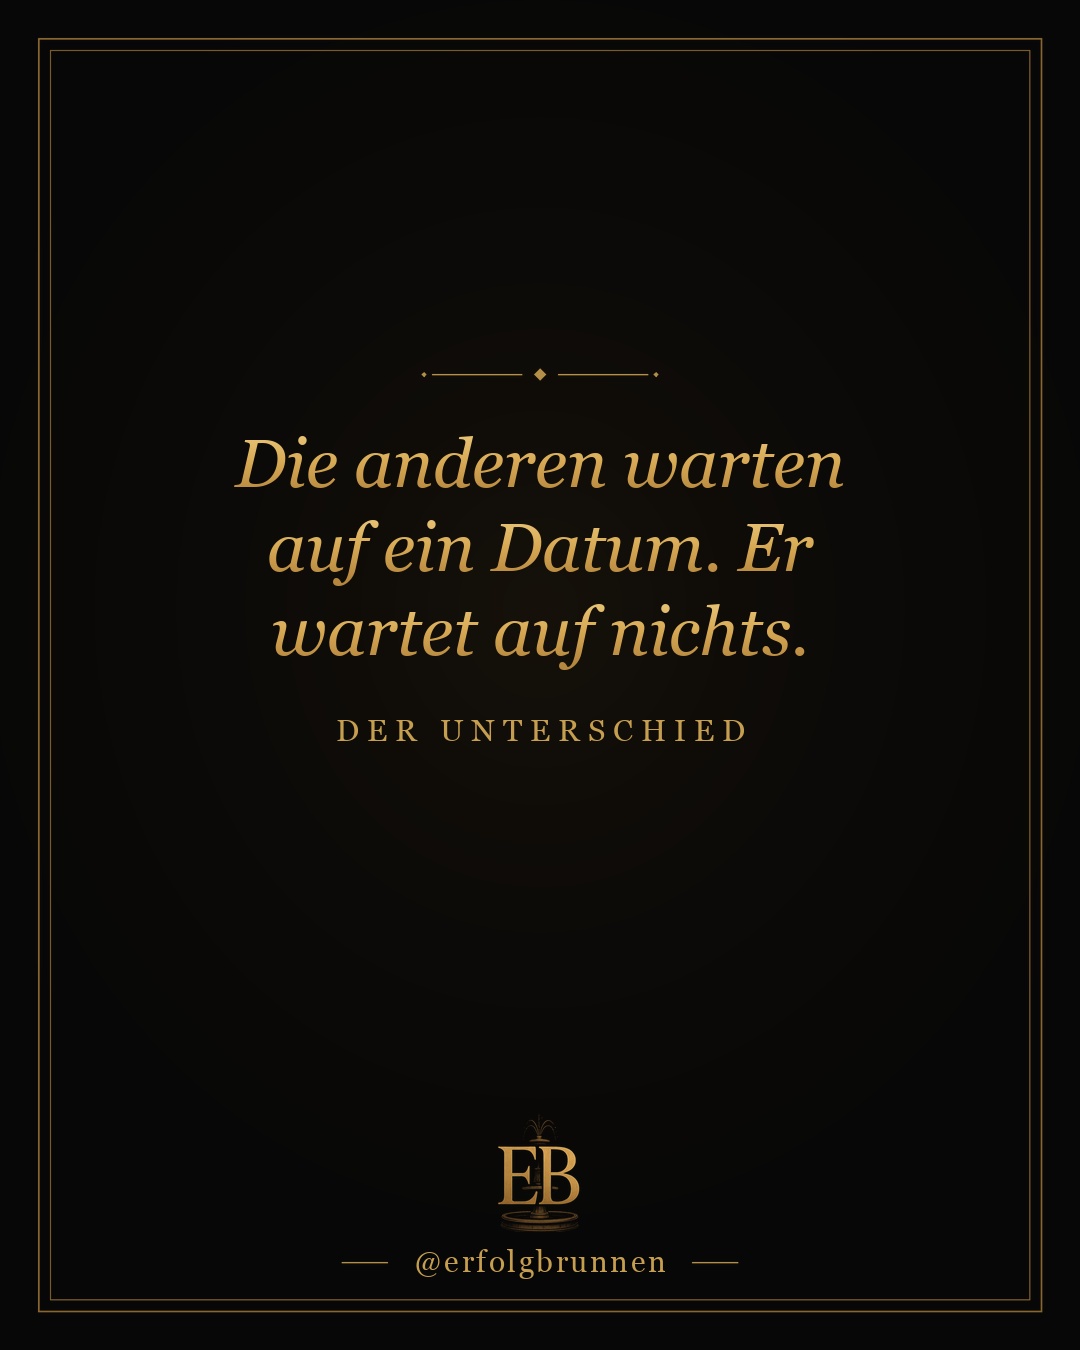 Die anderen warten
auf ein Datum. Er
wartet auf nichts.
DER UNTERSCHIED
EB
@erfolgbrunnen